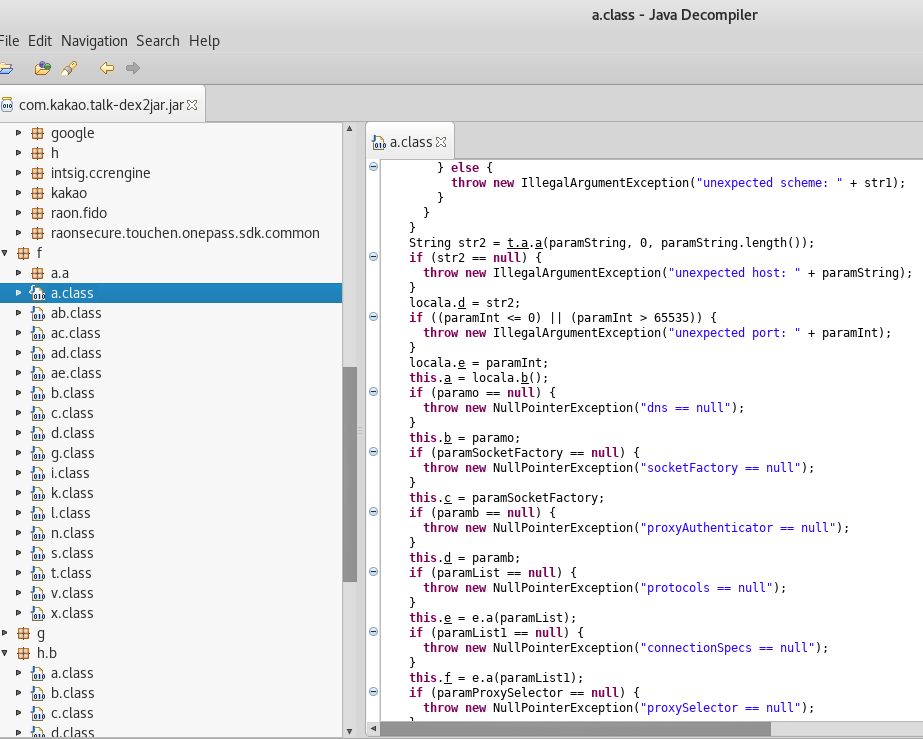 a.class - Java Decompiler
File Edit Navigation Search Help
com.kakao.talk-dex2jar.jar
google
h
intsig.ccrengine
kakao
raon.fido
raonsecure.touchen.onepass.sdk.common
f
a.a
a.class
ab.class
ac.class
ad.class
ae.class
b.class
c.class
d.class
g.class
i.class
k.class
l.class
n.class
s.class
t.class
v.class
x.class
g
h.b
a.class
b.class
c.class
d.class
a.class
} else {
throw new IllegalArgumentException("unexpected scheme: " + str1);
}
}
}
String str2 = t.a.a(paramString, 0, paramString.length());
if (str2 == null) {
throw new IllegalArgumentException("unexpected host: " + paramString);
}
locala.d = str2;
if ((paramInt <= 0) || (paramInt > 65535)) {
throw new IllegalArgumentException("unexpected port: " + paramInt);
}
locala.e = paramInt;
this.a = locala.b();
if (paramo == null) {
throw new NullPointerException("dns == null");
}
this.b = paramo;
if (paramSocketFactory == null) {
throw new NullPointerException("socketFactory == null");
}
this.c = paramSocketFactory;
if (paramb == null) {
throw new NullPointerException("proxyAuthenticator == null");
}
this.d = paramb;
if (paramList == null) {
throw new NullPointerException("protocols == null");
}
this.e = e.a(paramList);
if (paramList1 == null) {
throw new NullPointerException("connectionSpecs == null");
}
this.f = e.a(paramList1);
if (paramProxySelector == null) {
throw new NullPointerException("proxySelector == null");
}